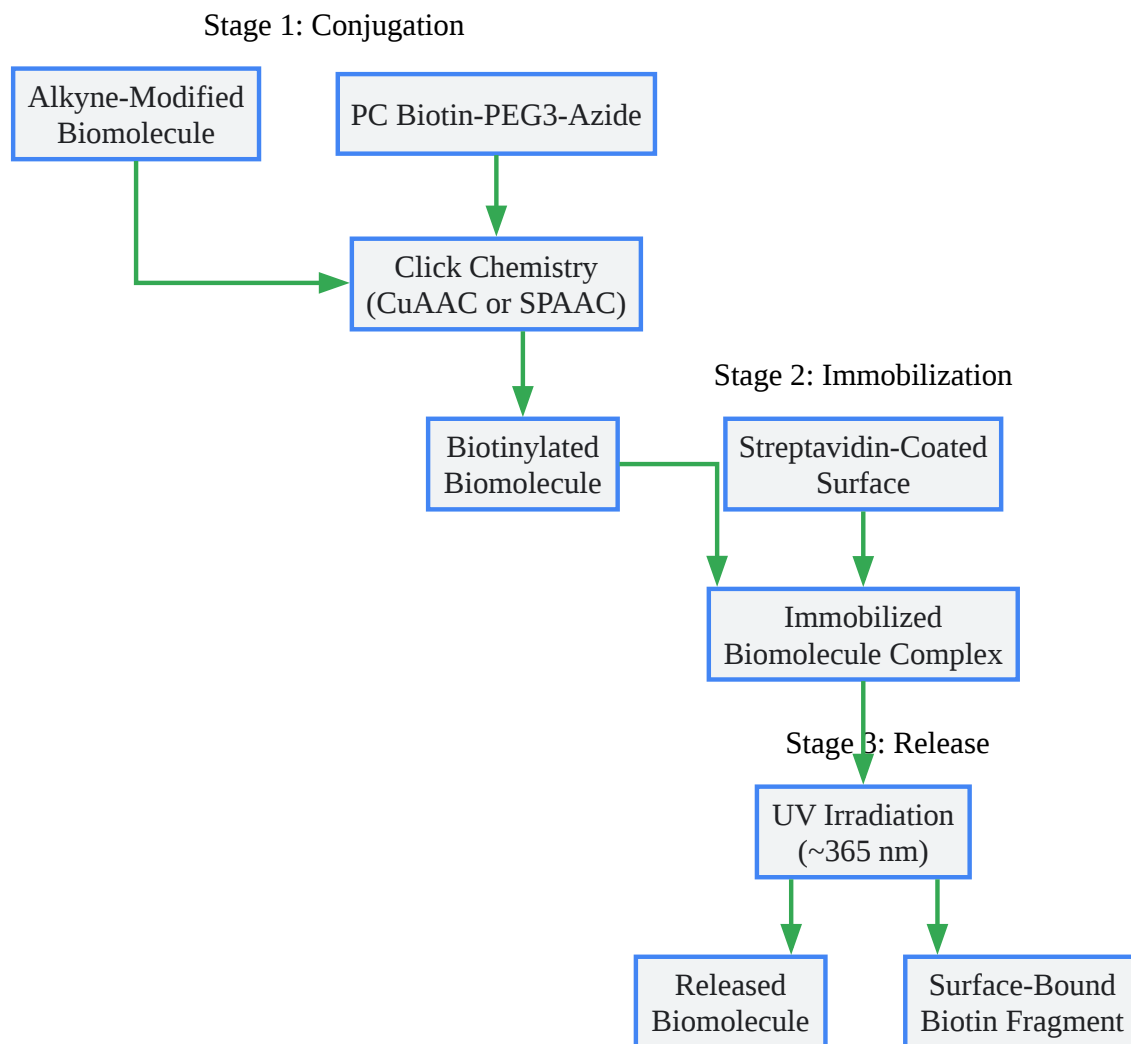 Stage 1: Conjugation
Alkyne-Modified
Biomolecule
PC Biotin-PEG3-Azide
Click Chemistry
(CuAAC or SPAAC)
Stage 2: Immobilization
Biotinylated
Biomolecule
Streptavidin-Coated
Surface
Immobilized
Biomolecule Complex
Stage 3: Release
UV Irradiation
(~365 nm)
Released
Biomolecule
Surface-Bound
Biotin Fragment